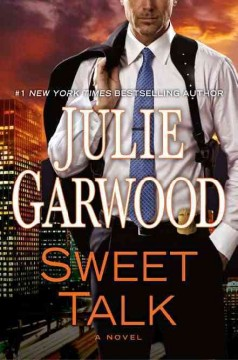 #1 NEW YORK TIMES BESTSELLING AUTHOR
JULIE
GARWOOD
SWEET
TALK
A NOVEL